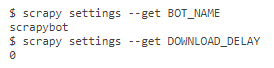 $ scrapy settings --get BOT_NAME
scrapybot
$ scrapy settings --get DOWNLOAD_DELAY
0